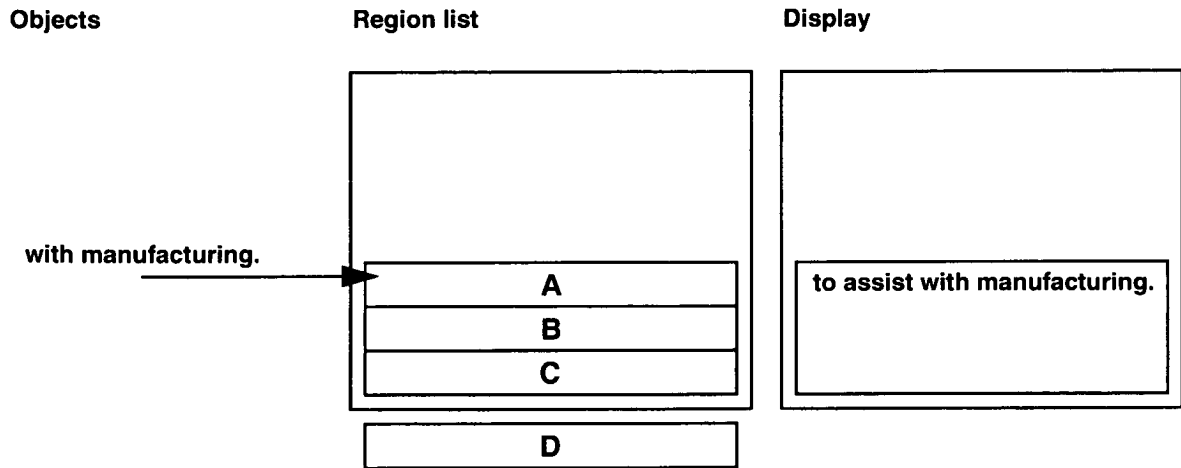 Objects
Region list
Display
with manufacturing.
A
B
C
D
to assist with manufacturing.